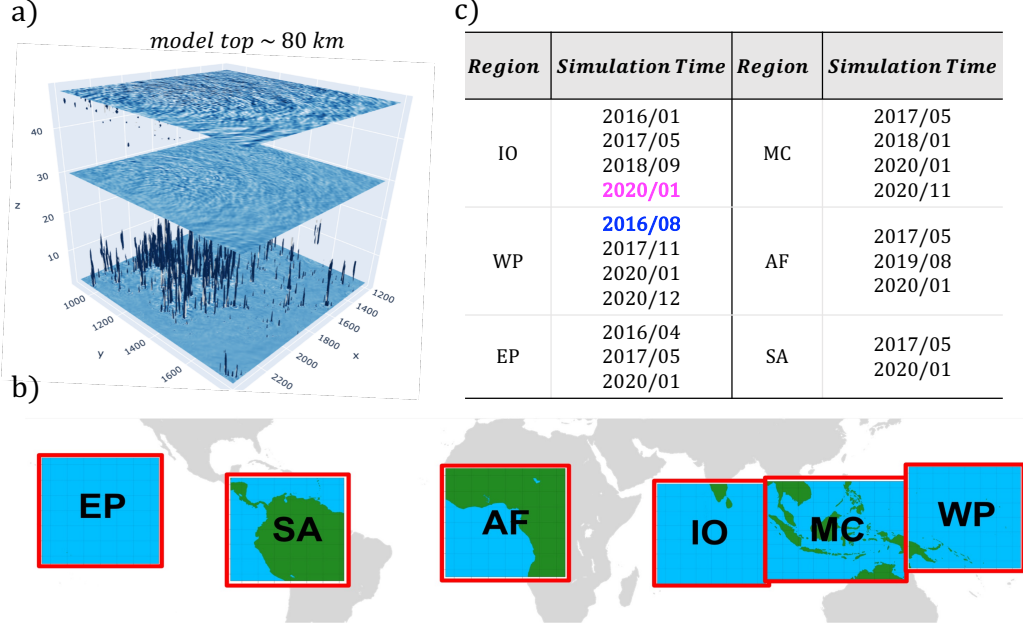 a)
model top ~ 80 km
40
30
z
20
10
1000
1200
y
1400
1600
1200
1400
1600
x
1800
2000
2200
c)
Region Simulation Time Region Simulation Time
IO
2016/01
2017/05
2018/09
2020/01
MC
2017/05
2018/01
2020/01
2020/11
WP
2016/08
2017/11
2020/01
2020/12
AF
2017/05
2019/08
2020/01
EP
2016/04
2017/05
2020/01
SA
2017/05
2020/01
b)
EP
SA
AF
IO
MC
WP